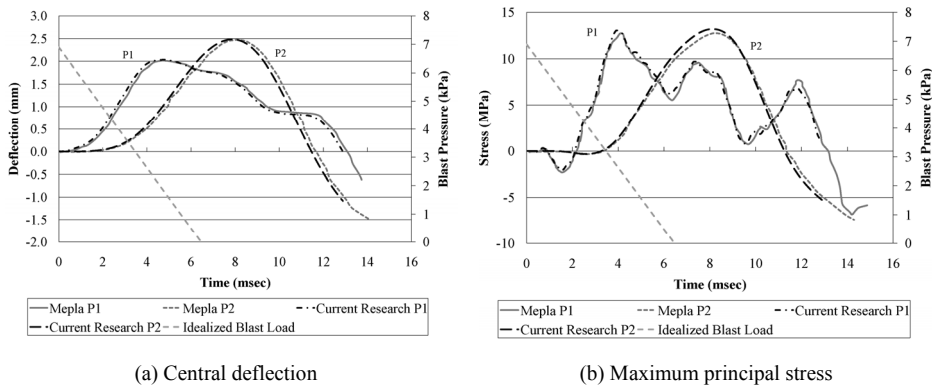 3.0
2.5
2.0
1.5
1.0
0.5
0.0
-0.5
-1.0
-1.5
-2.0
Deflection (mm)
P1
P2
8
7
6
5
4
3
2
1
0
Blast Pressure (kPa)
0 2 4 6 8 10 12 14 16
Time (msec)
Mepla P1 Mepla P2 Current Research P1
Current Research P2 Idealized Blast Load
(a) Central deflection
15
10
5
0
-5
-10
Stress (MPa)
P1
P2
8
7
6
5
4
3
2
1
0
Blast Pressure (kPa)
0 2 4 6 8 10 12 14 16
Time (msec)
Mepla P1 Mepla P2 Current Research P1
Current Research P2 Idealized Blast Load
(b) Maximum principal stress